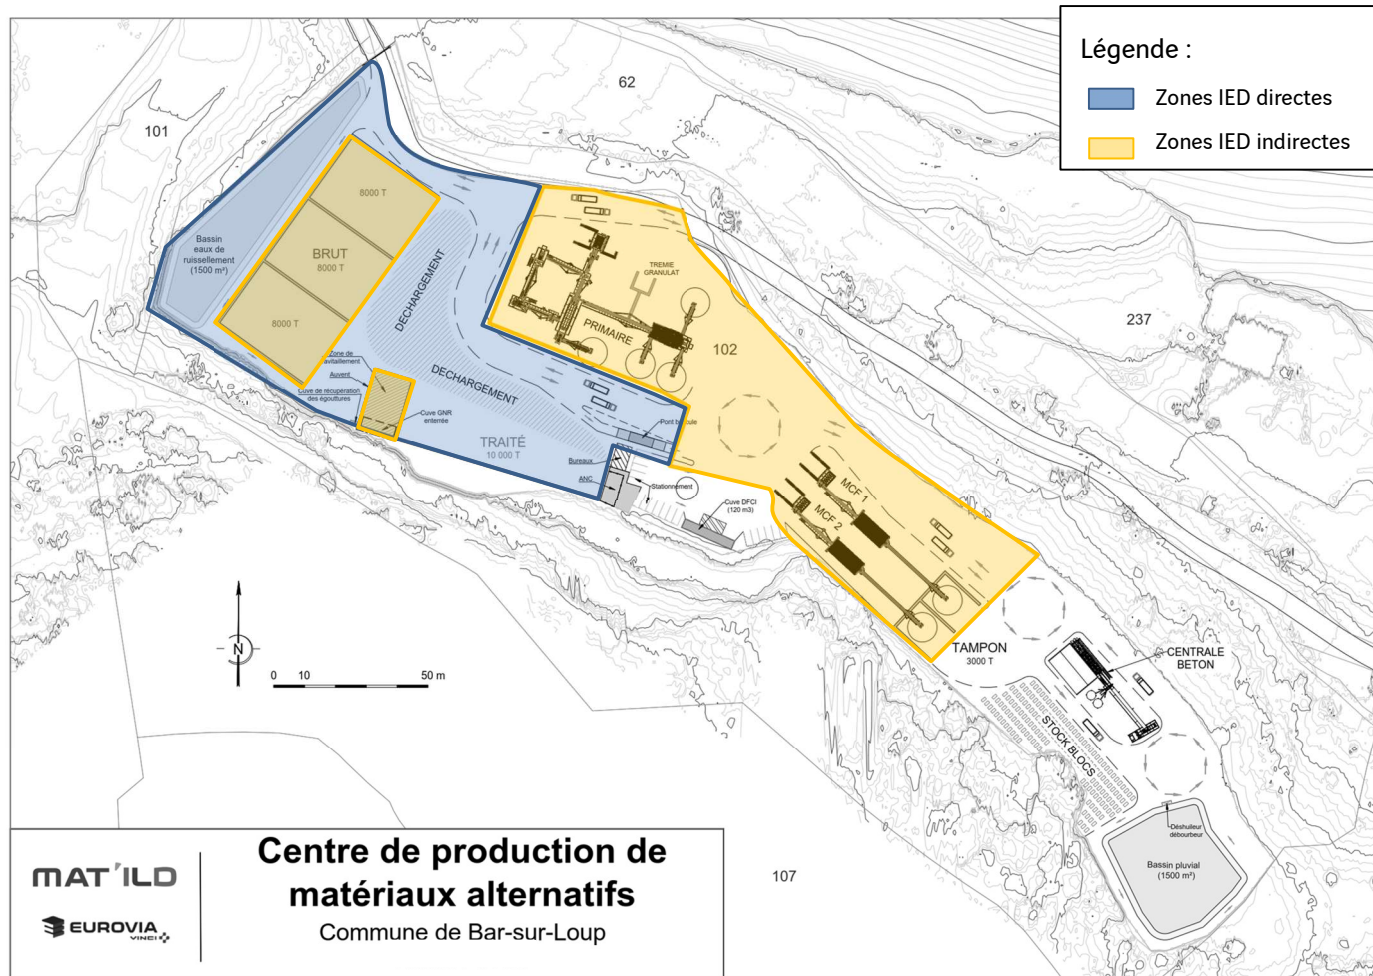 Légende :
Zones IED directes
Zones IED indirectes
62
101
237
102
107
8000 T
BRUT
8000 T
8000 T
Bassin
eaux de
ruissellement
(1500 m³)
DECHARGEMENT
DECHARGEMENT
TREMIE
GRANULAT
PRIMAIRE
Zone de
avitaillement
Auvent
Cuve de récupération
des égouttures
Cuve GNR
enterrée
TRAITÉ
10 000 T
Pont b ule
Bureaux
ANC
Stationnement
Cuve DFCI
(120 m3)
MCF 1
MCF 2
TAMPON
3000 T
CENTRALE
BETON
STOCK BLOCS
Déshuileur
débourbeur
Bassin pluvial
(1500 m³)
N
0 10 50 m
MAT'ILD
EUROVIA
VINCI
Centre de production de
matériaux alternatifs
Commune de Bar-sur-Loup